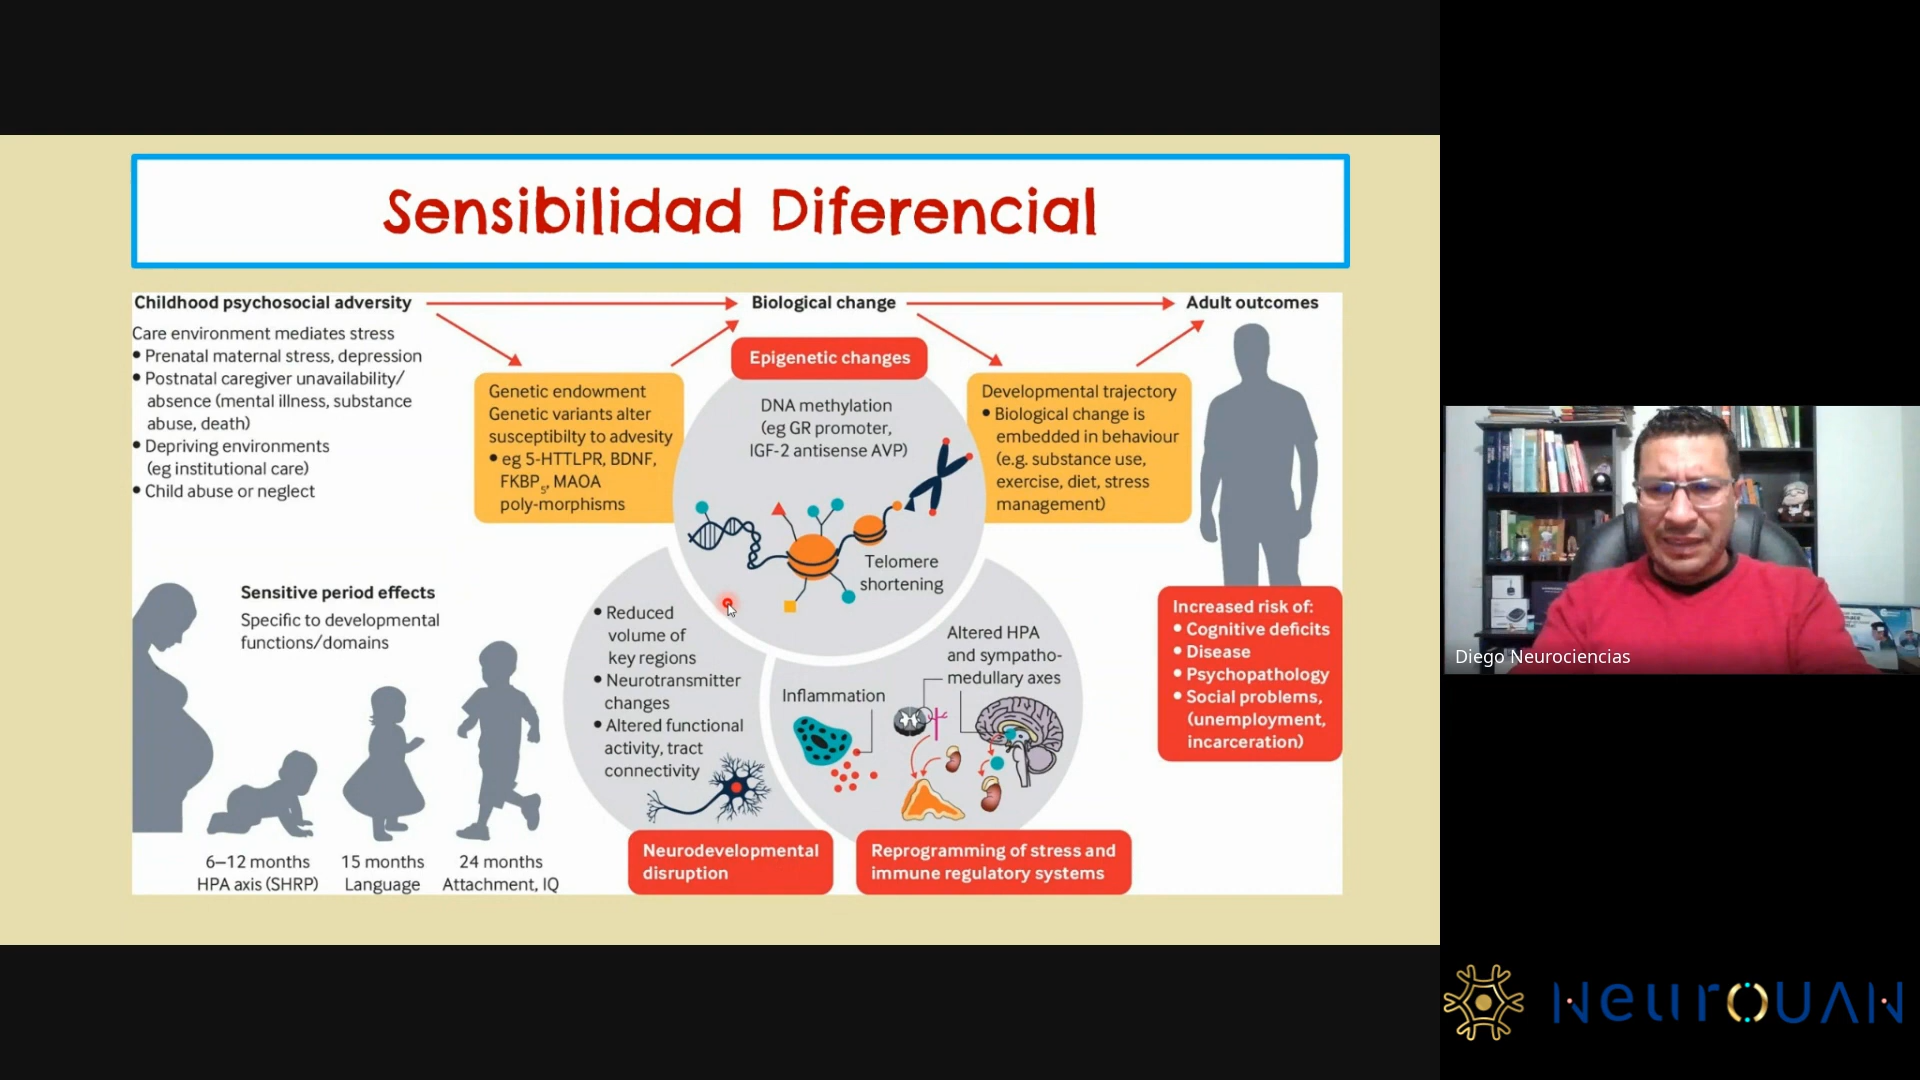 Sensibilidad Diferencial
Childhood psychosocial adversity
Biological change
Adult outcomes
Care environment mediates stress
• Prenatal maternal stress, depression
• Postnatal caregiver unavailability/
absence (mental illness, substance
abuse, death)
• Depriving environments
(eg institutional care)
• Child abuse or neglect
Genetic endowment
Genetic variants alter
susceptibilty to advesity
• eg 5-HTTLPR, BDNF,
FKBP5, MAOA
poly-morphisms
Epigenetic changes
DNA methylation
(eg GR promoter,
IGF-2 antisense AVP)
Telomere
shortening
Developmental trajectory
• Biological change is
embedded in behaviour
(e.g. substance use,
exercise, diet, stress
management)
Sensitive period effects
Specific to developmental
functions/domains
6–12 months
HPA axis (SHRP)
15 months
Language
24 months
Attachment, IQ
• Reduced
volume of
key regions
• Neurotransmitter
changes
• Altered functional
activity, tract
connectivity
Neurodevelopmental
disruption
Inflammation
Altered HPA
and sympatho-
medullary axes
Reprogramming of stress and
immune regulatory systems
Increased risk of:
• Cognitive deficits
• Disease
• Psychopathology
• Social problems,
(unemployment,
incarceration)
Diego Neurociencias
NeurOUAN